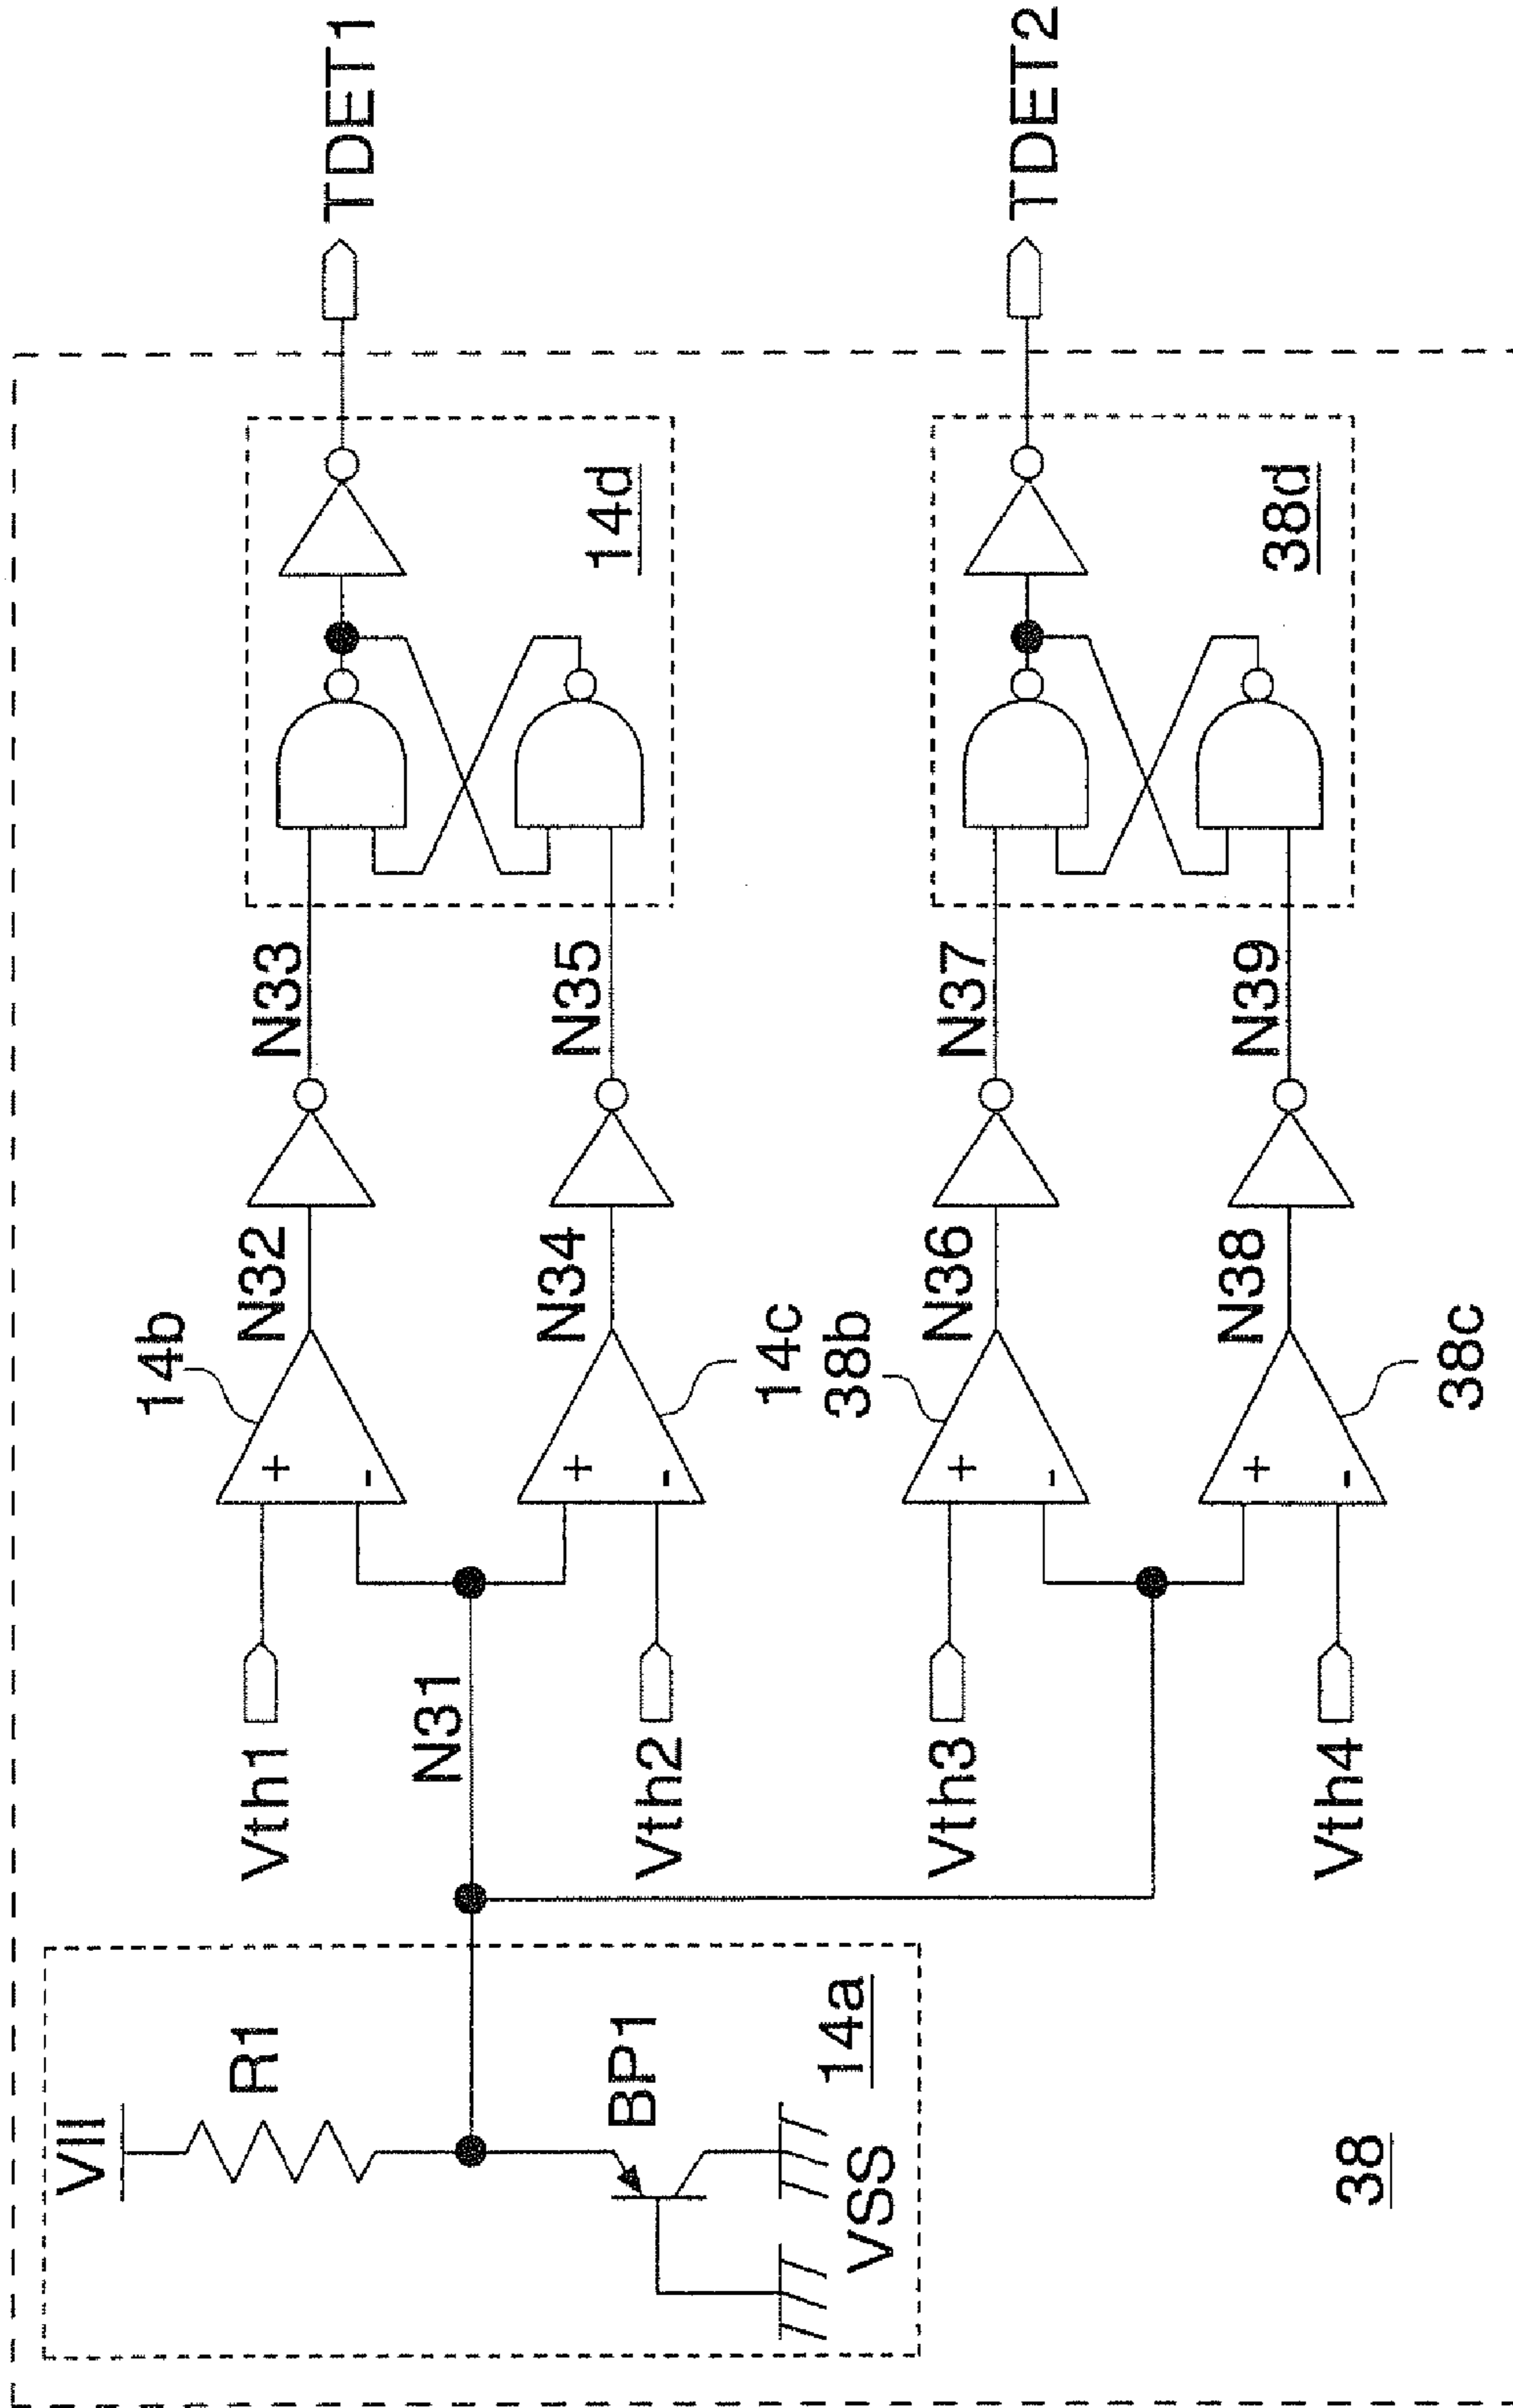 VII
R1
BP1
VSS
14a
38
N31
Vth1
Vth2
Vth3
Vth4
+
-
14b
+
-
14c
+
-
38b
+
-
38c
N32
N34
N36
N38
N33
N35
N37
N39
14d
38d
TDET1
TDET2